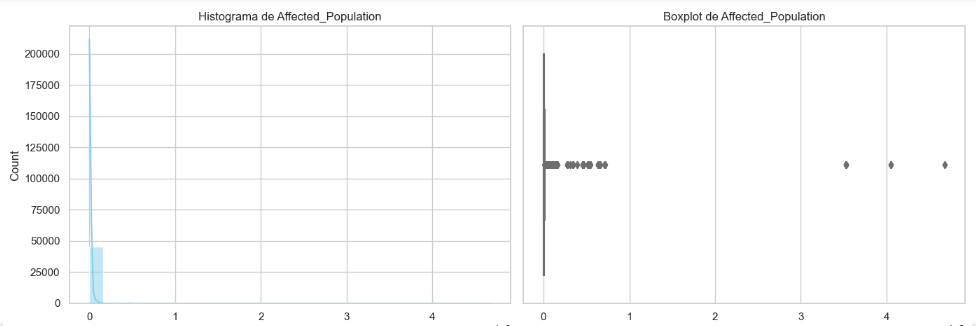 Histograma de Affected_Population
Boxplot de Affected_Population
Count
200000
175000
150000
125000
100000
75000
50000
25000
0
0 1 2 3 4
0 1 2 3 4